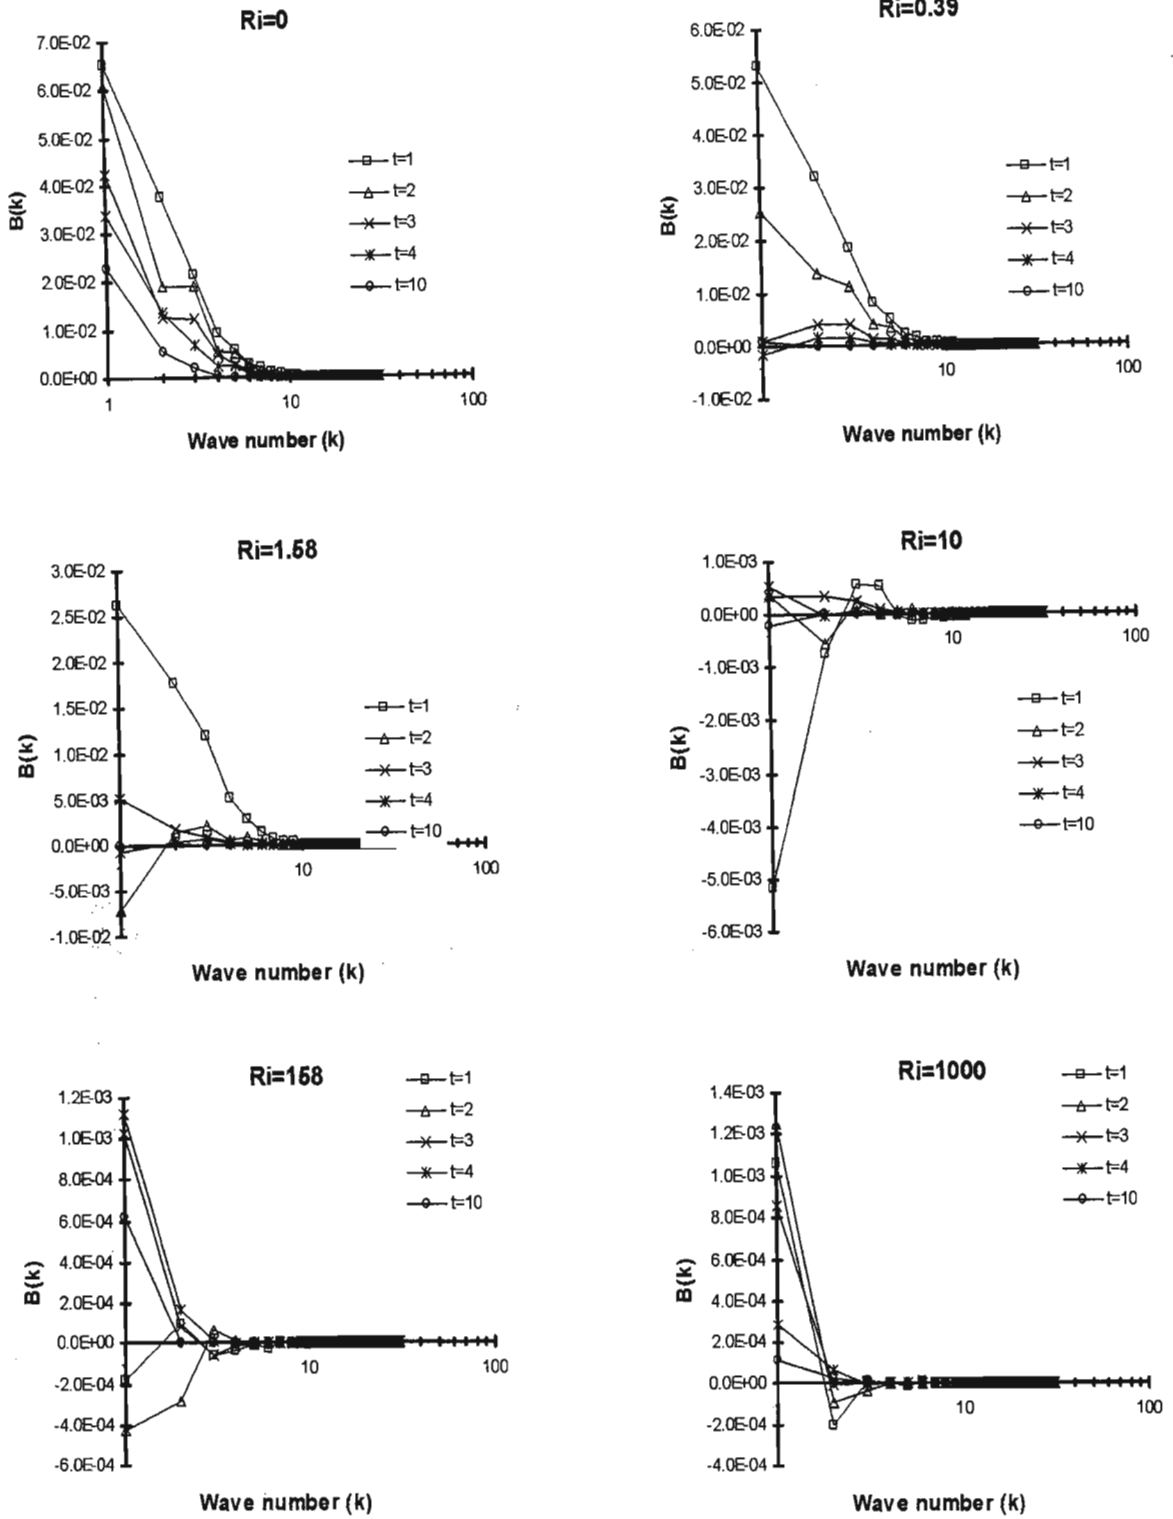 Ri=0
7.0E-02
6.0E-02
5.0E-02
4.0E-02
3.0E-02
2.0E-02
1.0E-02
0.0E+00
B(k)
1
10
100
Wave number (k)
t=1
t=2
t=3
t=4
t=10
Ri=0.39
6.0E-02
5.0E-02
4.0E-02
3.0E-02
2.0E-02
1.0E-02
0.0E+00
-1.0E-02
B(k)
10
100
Wave number (k)
t=1
t=2
t=3
t=4
t=10
Ri=1.58
3.0E-02
2.5E-02
2.0E-02
1.5E-02
1.0E-02
5.0E-03
0.0E+00
-5.0E-03
-1.0E-02
B(k)
10
100
Wave number (k)
t=1
t=2
t=3
t=4
t=10
Ri=10
1.0E-03
0.0E+00
-1.0E-03
-2.0E-03
-3.0E-03
-4.0E-03
-5.0E-03
-6.0E-03
B(k)
10
100
Wave number (k)
t=1
t=2
t=3
t=4
t=10
Ri=158
1.2E-03
1.0E-03
8.0E-04
6.0E-04
4.0E-04
2.0E-04
0.0E+00
-2.0E-04
-4.0E-04
-6.0E-04
B(k)
10
100
Wave number (k)
t=1
t=2
t=3
t=4
t=10
Ri=1000
1.4E-03
1.2E-03
1.0E-03
8.0E-04
6.0E-04
4.0E-04
2.0E-04
0.0E+00
-2.0E-04
-4.0E-04
B(k)
10
100
Wave number (k)
t=1
t=2
t=3
t=4
t=10